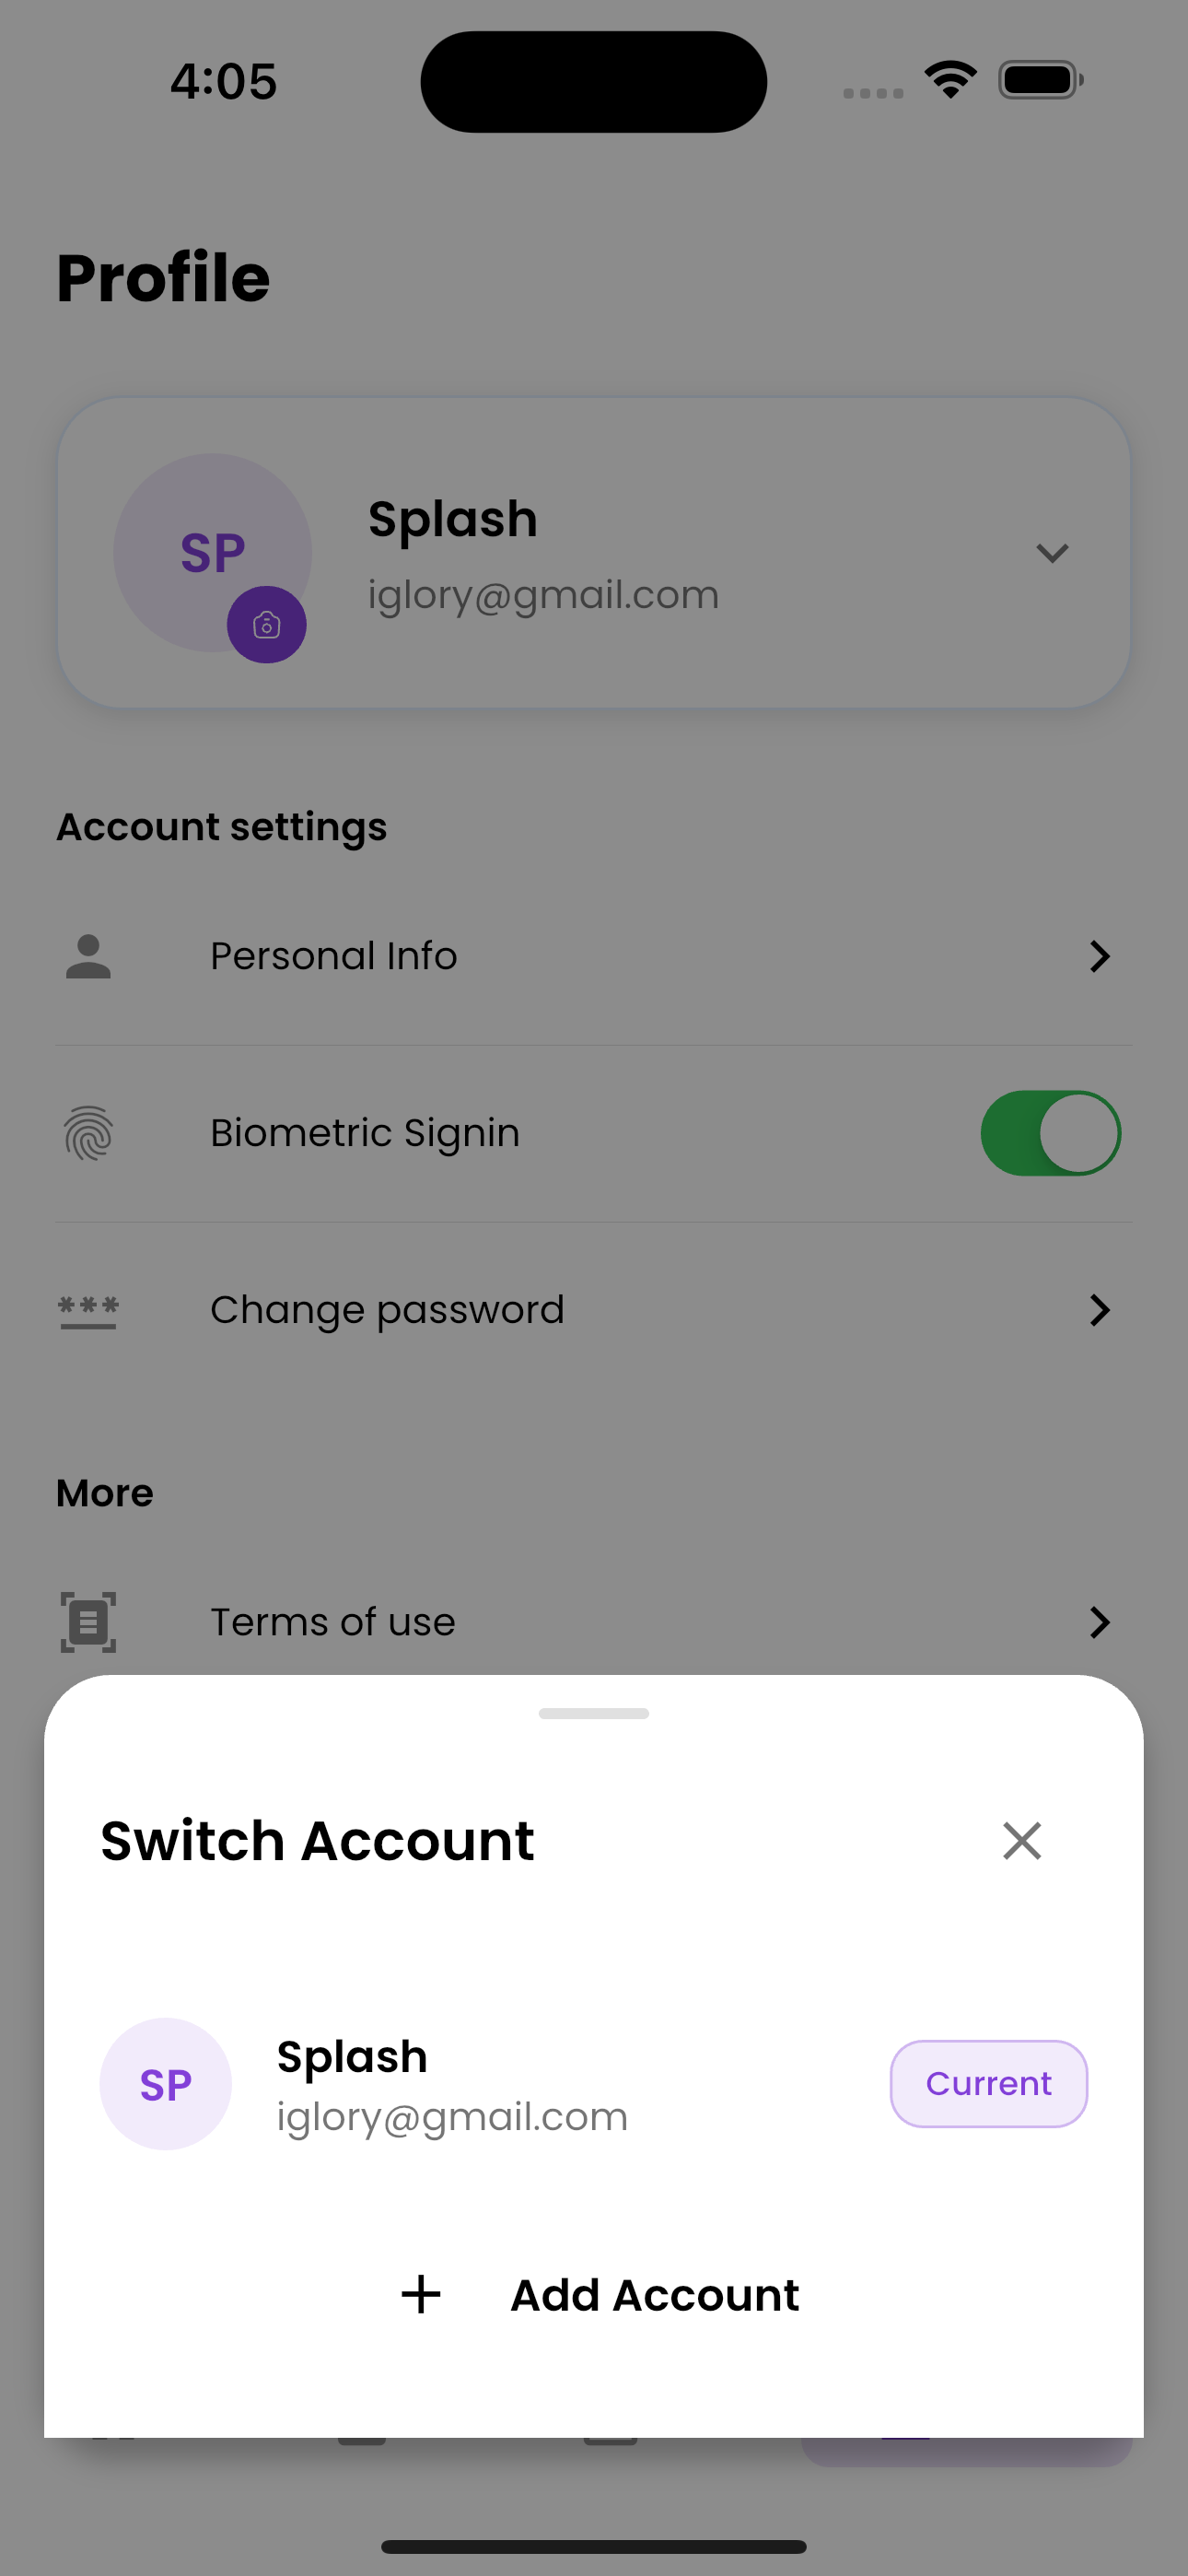 4:05
Profile
SP
Splash
iglory@gmail.com
Account settings
Personal Info
Biometric Signin
***
Change password
More
Terms of use
Switch Account
SP
Splash
iglory@gmail.com
Current
Add Account